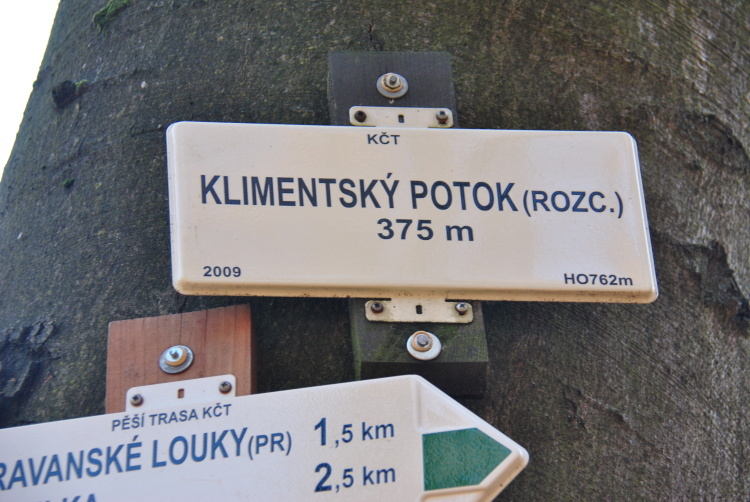 KČT
KLIMENTSKÝ POTOK (ROZC.)
375 m
2009 HO762m
PĚŠÍ TRASA KČT
RAVANSKÉ LOUKY(PR) 1,5 km
2,5 km